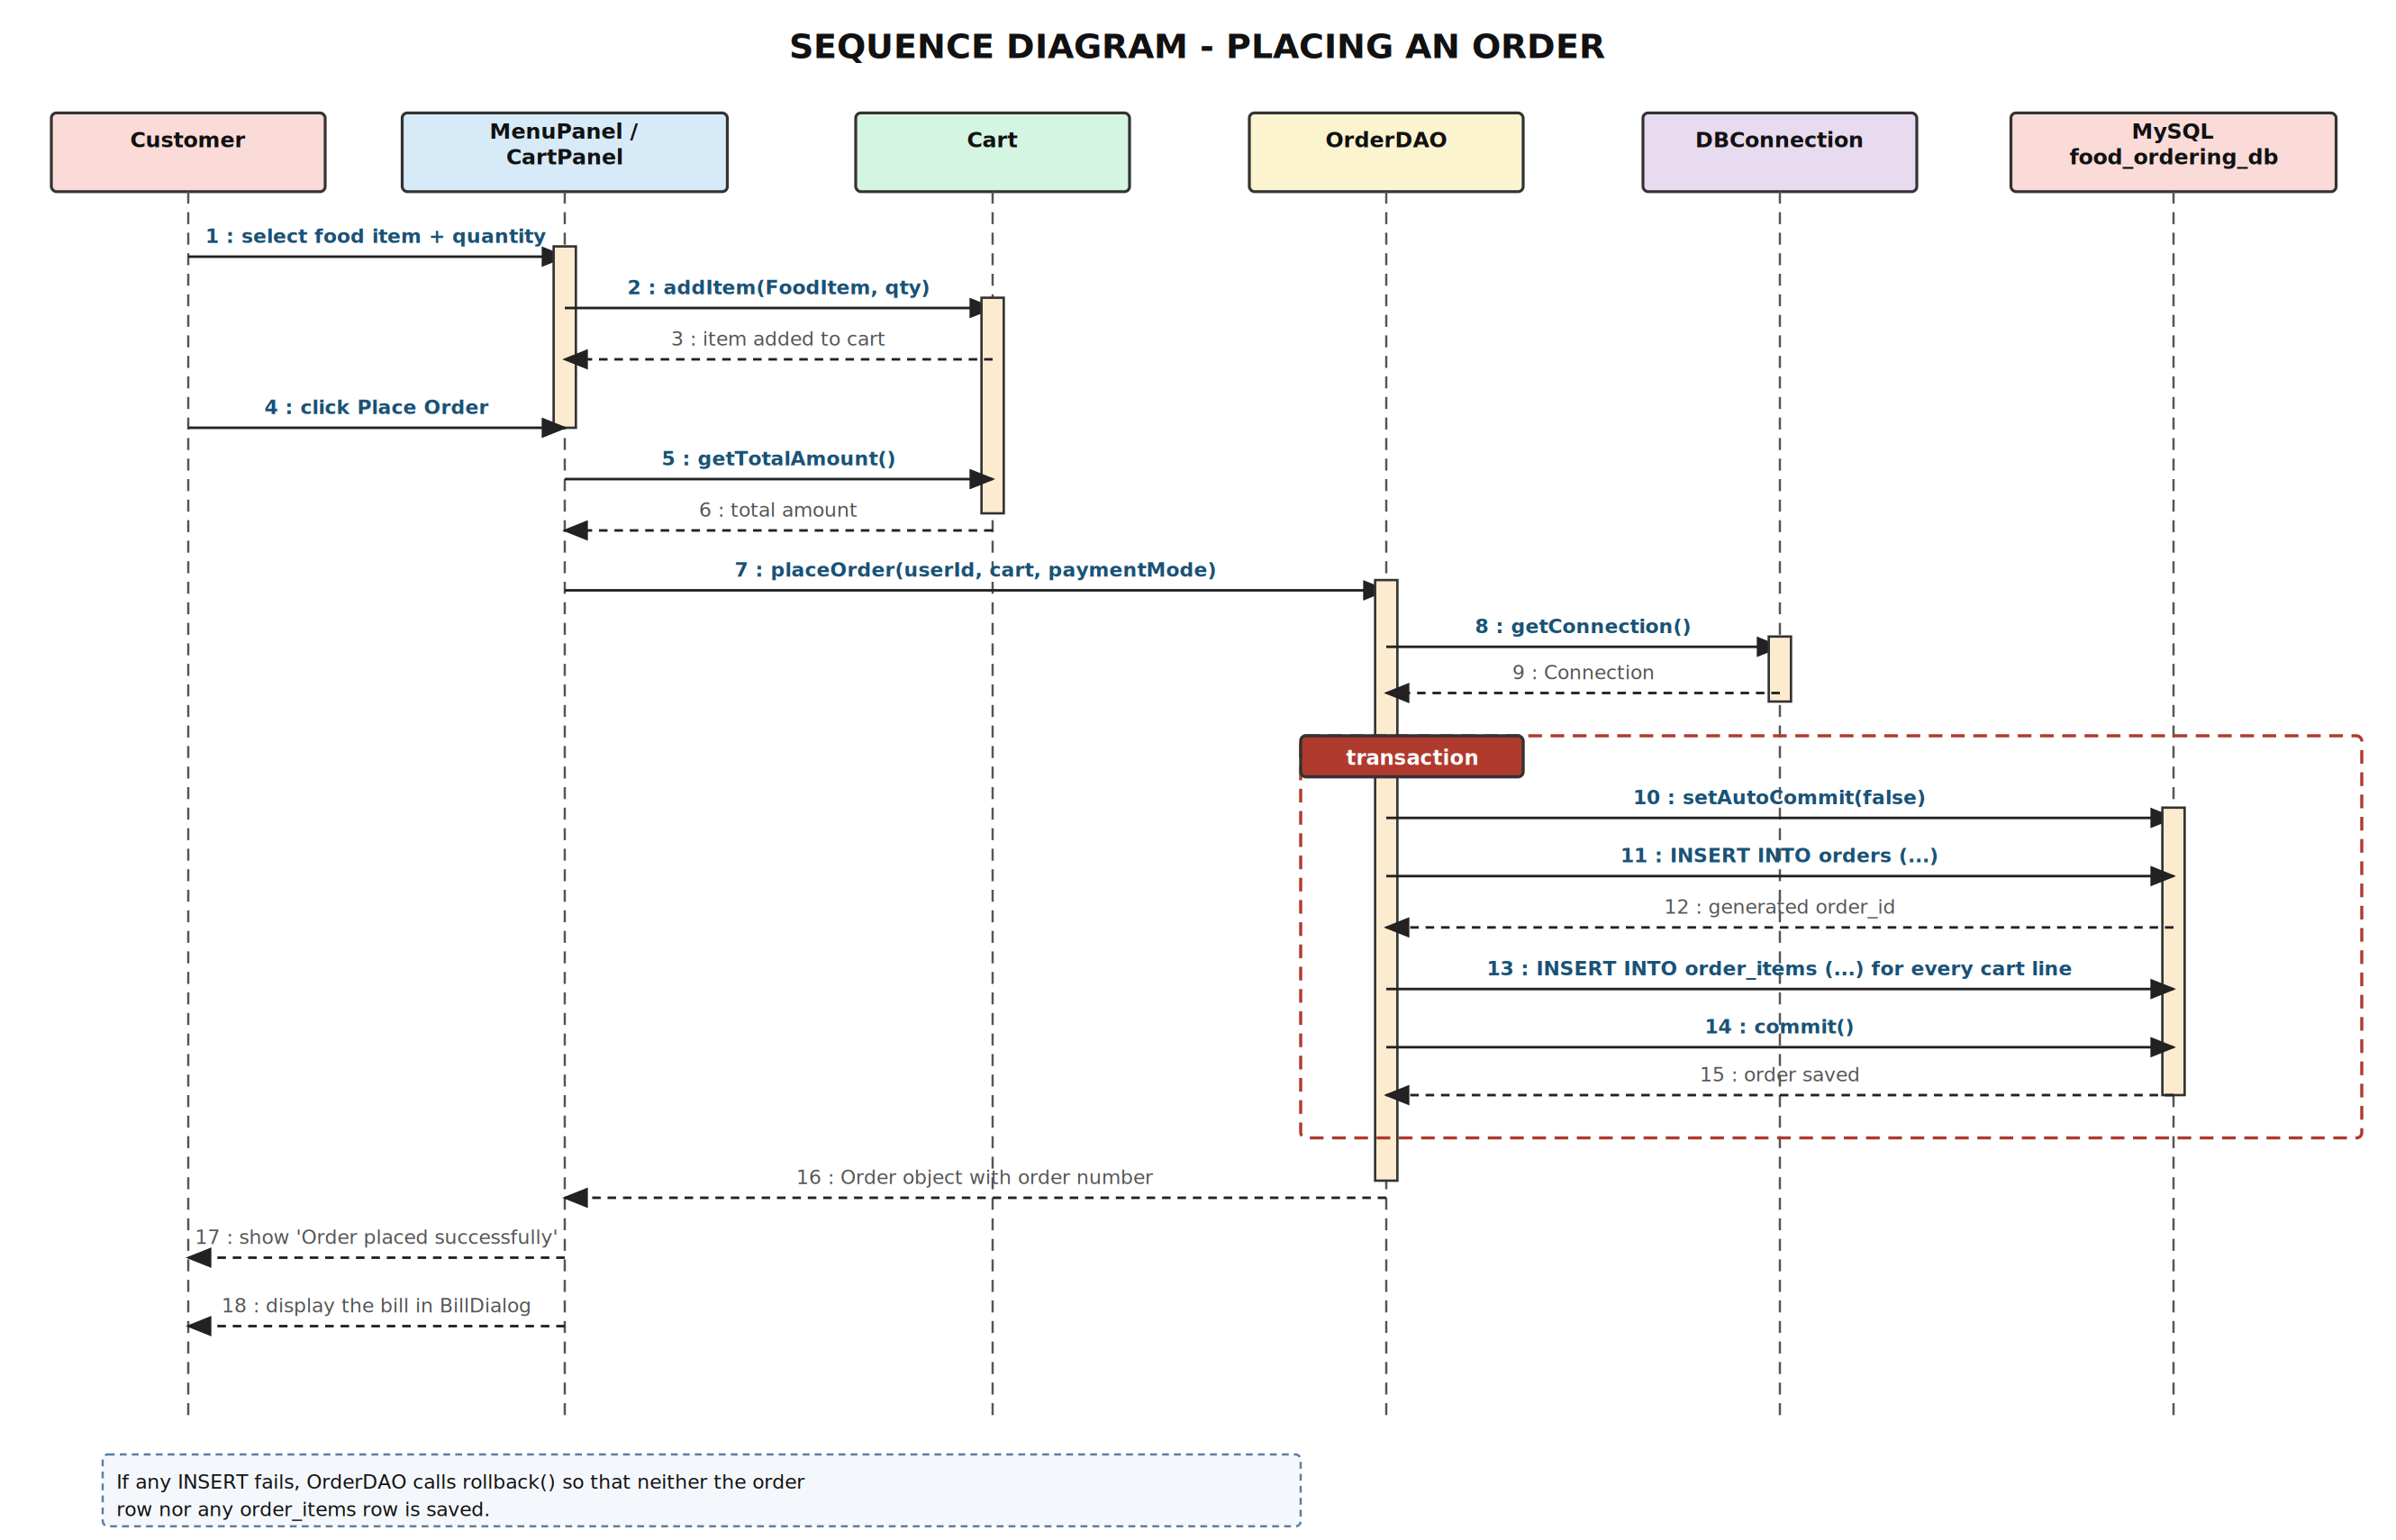 SEQUENCE DIAGRAM - PLACING AN ORDER
Customer
MenuPanel /
CartPanel
Cart
OrderDAO
DBConnection
MySQL
food_ordering_db
1 : select food item + quantity
2 : addItem(FoodItem, qty)
3 : item added to cart
4 : click Place Order
5 : getTotalAmount()
6 : total amount
7 : placeOrder(userId, cart, paymentMode)
8 : getConnection()
9 : Connection
transaction
10 : setAutoCommit(false)
11 : INSERT INTO orders (...)
12 : generated order_id
13 : INSERT INTO order_items (...) for every cart line
14 : commit()
15 : order saved
16 : Order object with order number
17 : show 'Order placed successfully'
18 : display the bill in BillDialog
If any INSERT fails, OrderDAO calls rollback() so that neither the order
row nor any order_items row is saved.